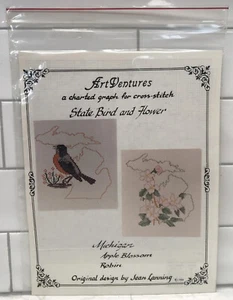 ArtVentures
a charted graph for cross-stitch
State Bird and Flower
Michigan
Apple Blossom
Robin
Original design by Jean Lanning